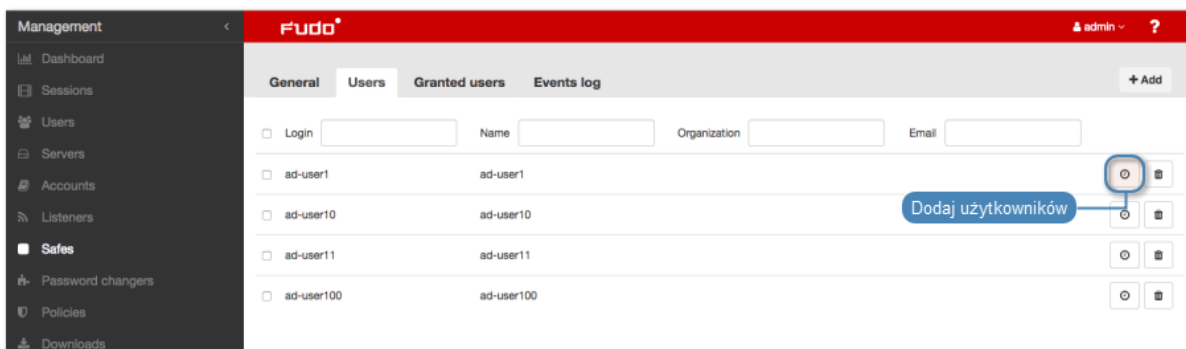 Management
Fudo
admin
?
Dashboard
Sessions
Users
Servers
Accounts
Listeners
Safes
Password changers
Policies
Downloads
General Users Granted users Events log
+ Add
Login Name Organization Email
ad-user1 ad-user1
Dodaj użytkowników
ad-user10 ad-user10
ad-user11 ad-user11
ad-user100 ad-user100